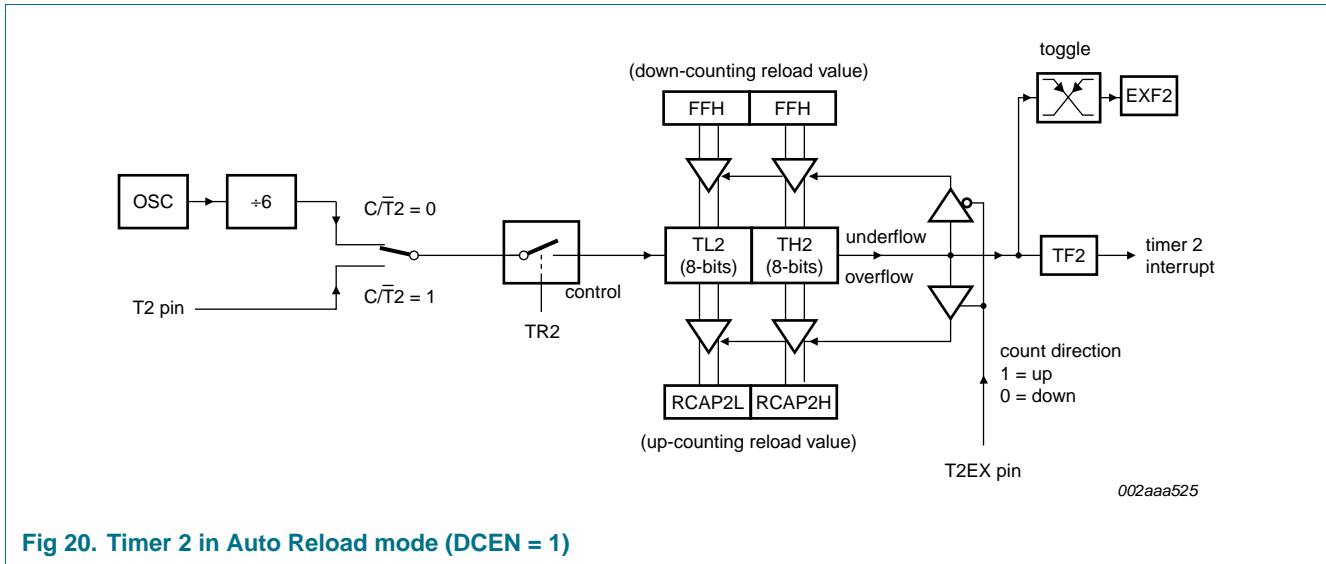 toggle
(down-counting reload value)
FFH FFH
EXF2
OSC
÷6
C/T̅2 = 0
TL2
(8-bits)
TH2
(8-bits)
underflow
overflow
TF2
timer 2
interrupt
control
C/T̅2 = 1
T2 pin
TR2
count direction
1 = up
0 = down
RCAP2L RCAP2H
(up-counting reload value)
T2EX pin
002aaa525
Fig 20. Timer 2 in Auto Reload mode (DCEN = 1)